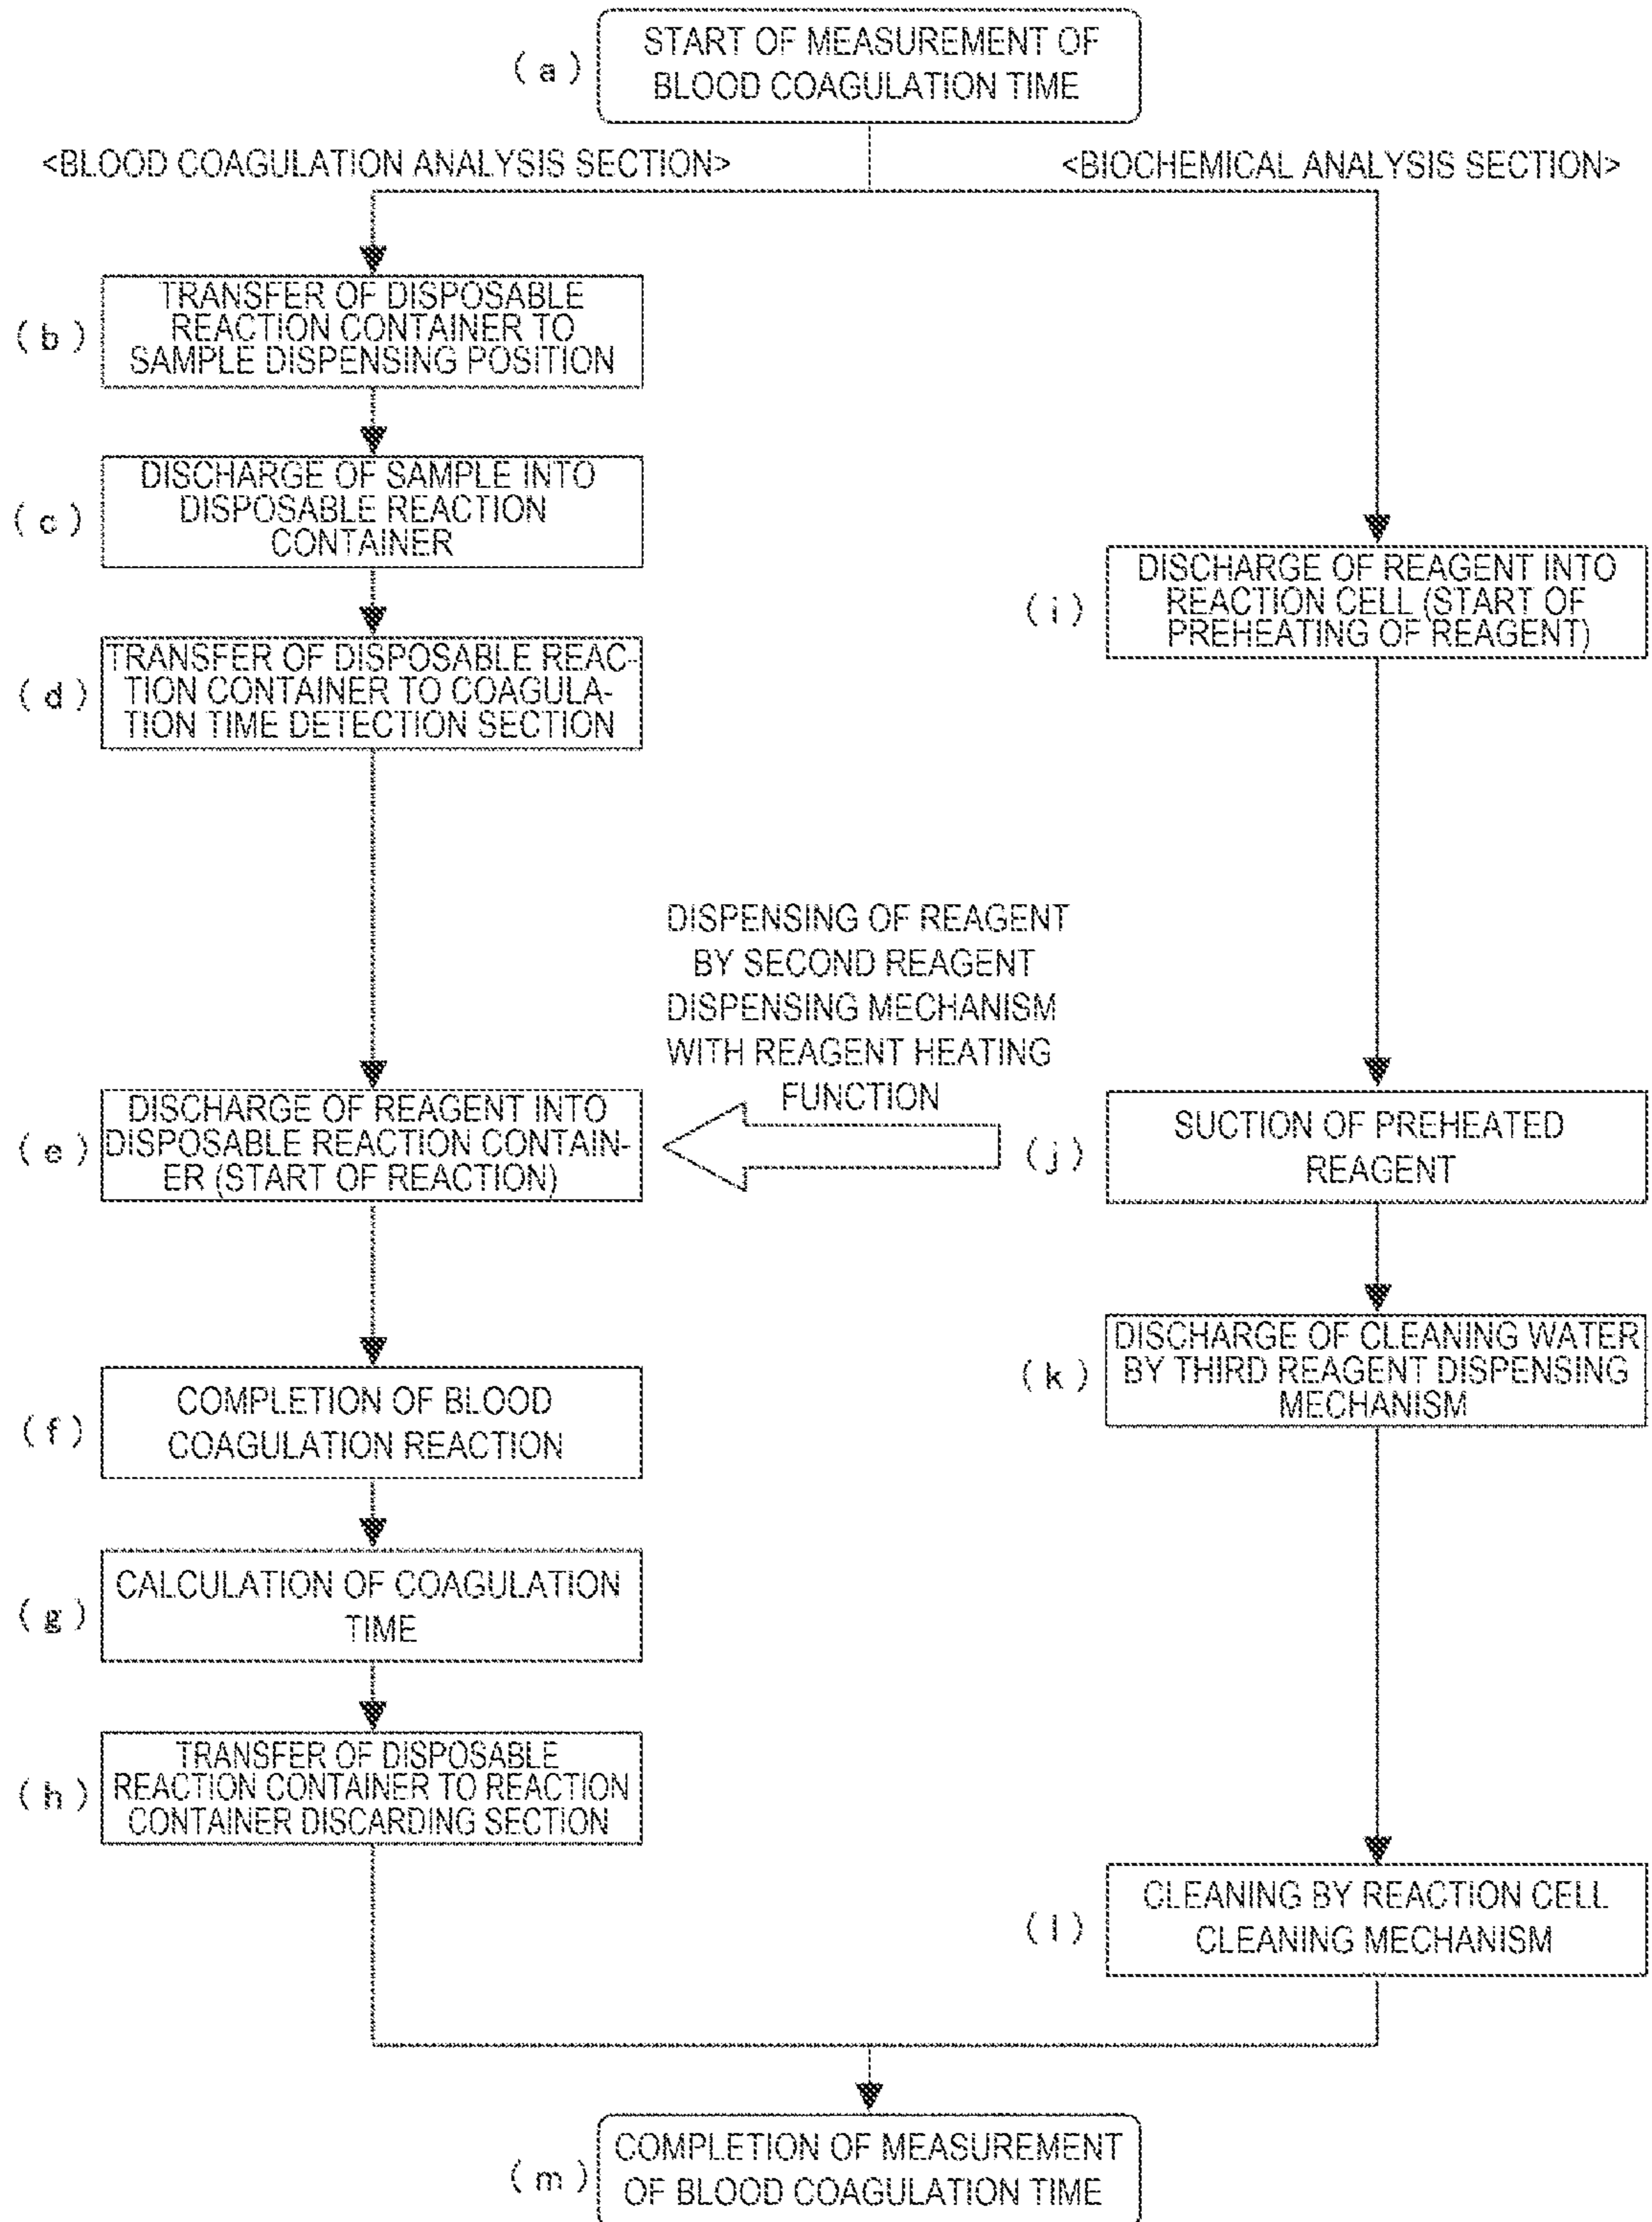 ( a )
START OF MEASUREMENT OF
BLOOD COAGULATION TIME
<BLOOD COAGULATION ANALYSIS SECTION>
<BIOCHEMICAL ANALYSIS SECTION>
( b )
TRANSFER OF DISPOSABLE
REACTION CONTAINER TO
SAMPLE DISPENSING POSITION
( c )
DISCHARGE OF SAMPLE INTO
DISPOSABLE REACTION
CONTAINER
( d )
TRANSFER OF DISPOSABLE REAC-
TION CONTAINER TO COAGULA-
TION TIME DETECTION SECTION
( i )
DISCHARGE OF REAGENT INTO
REACTION CELL (START OF
PREHEATING OF REAGENT)
DISPENSING OF REAGENT
BY SECOND REAGENT
DISPENSING MECHANISM
WITH REAGENT HEATING
FUNCTION
( e )
DISCHARGE OF REAGENT INTO
DISPOSABLE REACTION CONTAIN-
ER (START OF REACTION)
( j )
SUCTION OF PREHEATED
REAGENT
( k )
DISCHARGE OF CLEANING WATER
BY THIRD REAGENT DISPENSING
MECHANISM
( f )
COMPLETION OF BLOOD
COAGULATION REACTION
( g )
CALCULATION OF COAGULATION
TIME
( h )
TRANSFER OF DISPOSABLE
REACTION CONTAINER TO REACTION
CONTAINER DISCARDING SECTION
( l )
CLEANING BY REACTION CELL
CLEANING MECHANISM
( m )
COMPLETION OF MEASUREMENT
OF BLOOD COAGULATION TIME